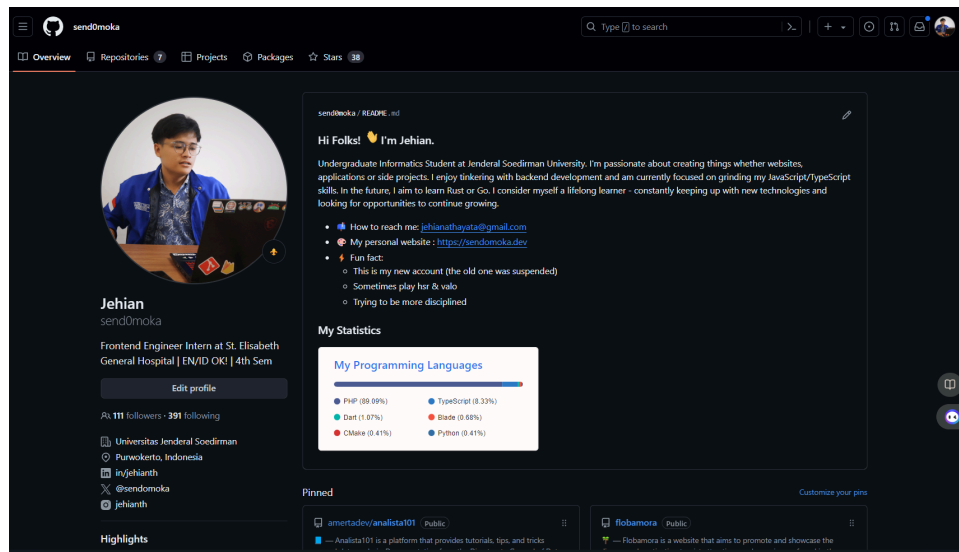 send0moka
Type / to search
Overview
Repositories 7
Projects
Packages
Stars 38
send0moka / README.md
Hi Folks! 👋 I'm Jehian.
Undergraduate Informatics Student at Jenderal Soedirman University. I'm passionate about creating things whether websites,
applications or side projects. I enjoy tinkering with backend development and am currently focused on grinding my JavaScript/TypeScript
skills. In the future, I aim to learn Rust or Go. I consider myself a lifelong learner - constantly keeping up with new technologies and
looking for opportunities to continue growing.
How to reach me: jehianathayata@gmail.com
My personal website : https://sendomoka.dev
Fun fact:
This is my new account (the old one was suspended)
Sometimes play hsr & valo
Trying to be more disciplined
My Statistics
My Programming Languages
PHP (89.09%)
TypeScript (8.33%)
Dart (1.07%)
Blade (0.68%)
CMake (0.41%)
Python (0.41%)
Jehian
send0moka
Frontend Engineer Intern at St. Elisabeth
General Hospital | EN/ID OK! | 4th Sem
Edit profile
111 followers · 391 following
Universitas Jenderal Soedirman
Purwokerto, Indonesia
in/jehianth
@sendomoka
jehianth
Highlights
Pinned
Customize your pins
amertadev/analista101 Public
— Analista101 is a platform that provides tutorials, tips, and tricks
flobamora Public
— Flobamora is a website that aims to promote and showcase the